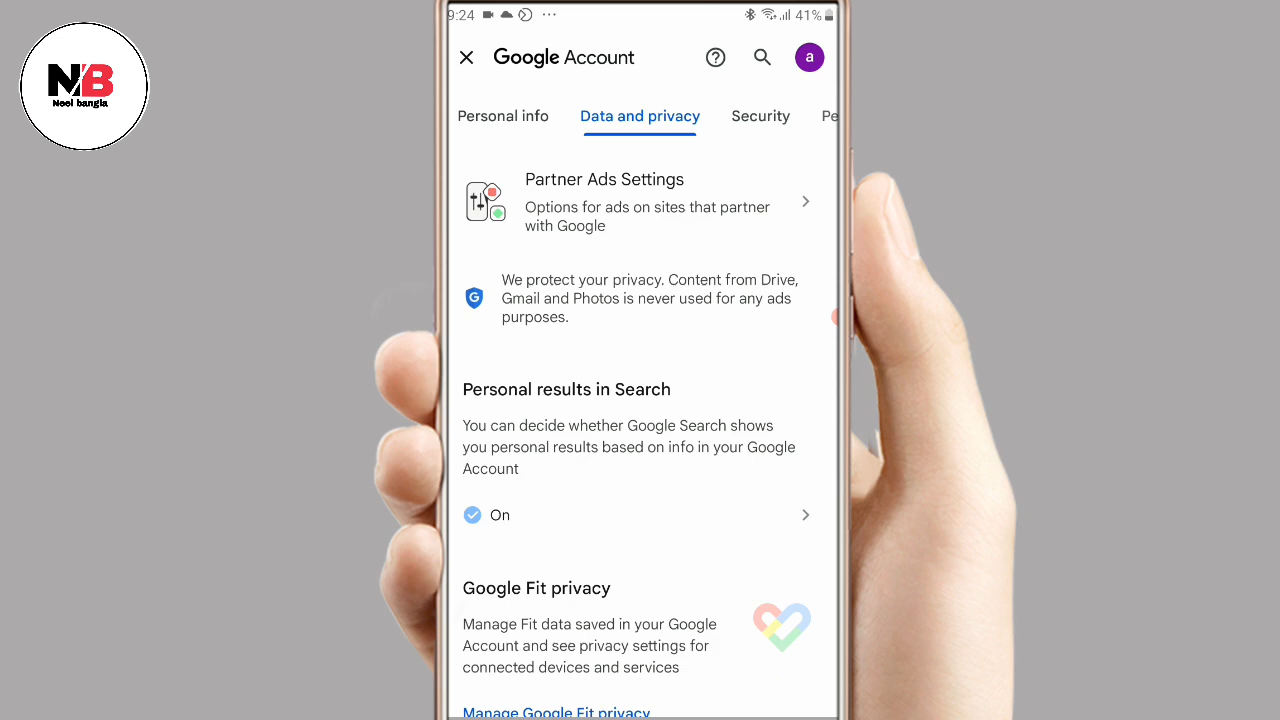 NB
Neel bangla
9:24
41%
Google Account
a
Personal info
Data and privacy
Security
Pe
Partner Ads Settings
Options for ads on sites that partner
with Google
G
We protect your privacy. Content from Drive,
Gmail and Photos is never used for any ads
purposes.
Personal results in Search
You can decide whether Google Search shows
you personal results based on info in your Google
Account
On
Google Fit privacy
Manage Fit data saved in your Google
Account and see privacy settings for
connected devices and services
Manage Google Fit privacy